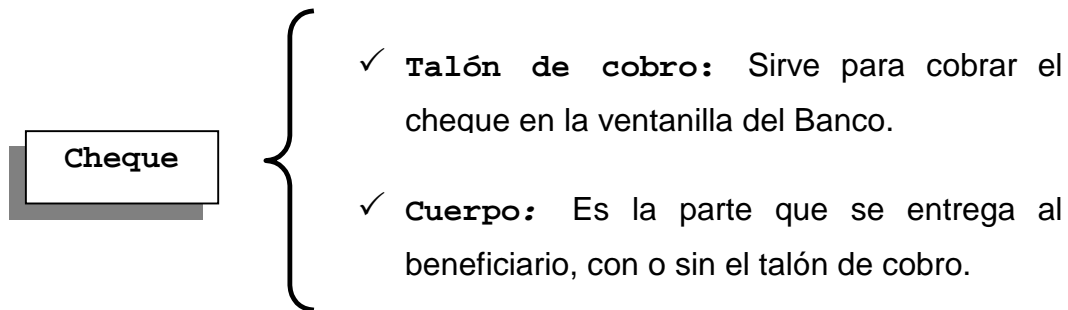 Cheque
✓ Talón de cobro: Sirve para cobrar el
cheque en la ventanilla del Banco.
✓ Cuerpo: Es la parte que se entrega al
beneficiario, con o sin el talón de cobro.